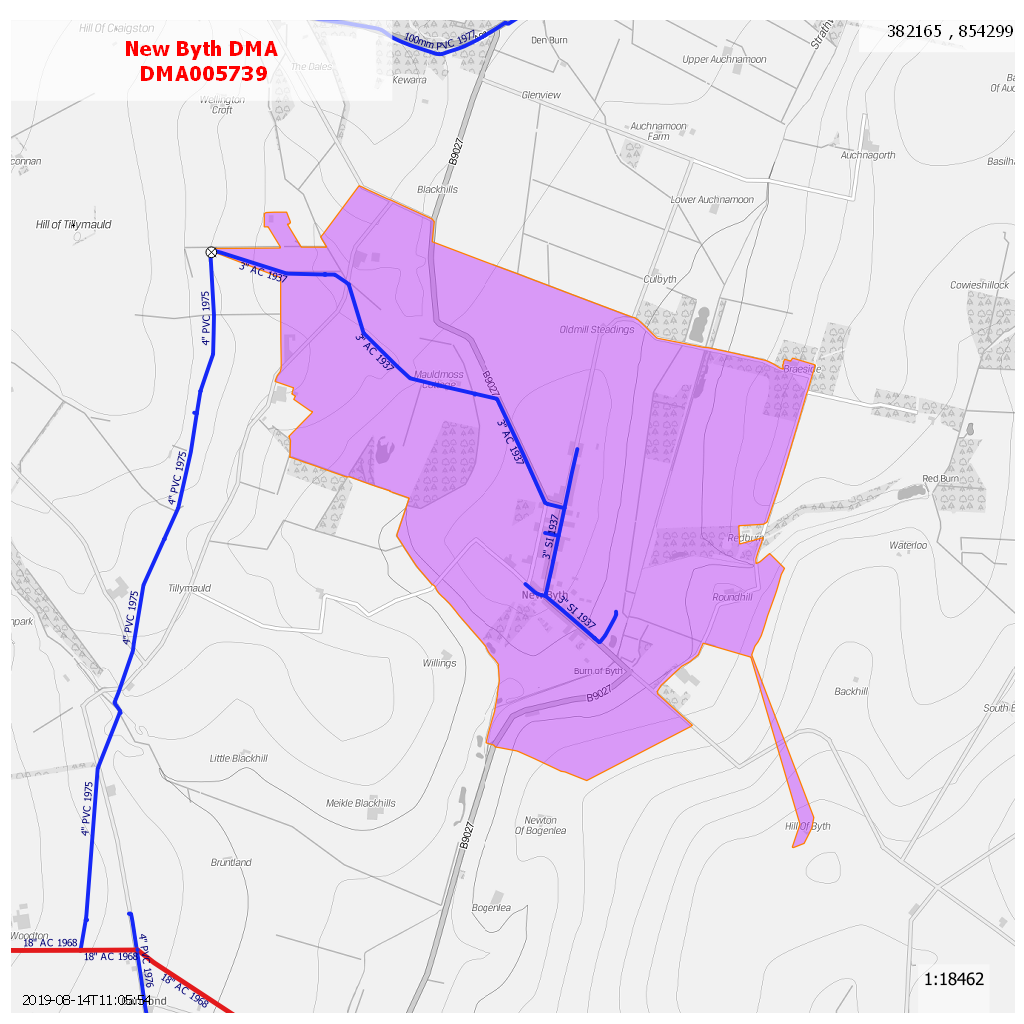 Hill Of Craigston
New Byth DMA
DMA005739
100mm PVC 1977
Den Burn
382165 , 854299
The Dales
Kewarra
Upper Auchnamoon
Wellington
Croft
Glenview
B9027
Auchnamoon
Farm
Auchnagorth
Blackhills
Lower Auchnamoon
Hill of Tillymauld
3" AC 1937
Culbyth
Cowieshillock
4" PVC 1975
Oldmill Steadings
3" AC 1937
Mauldmoss
Cottage
B9027
Braeside
3" AC 1937
4" PVC 1975
Red Burn
3" SI 1937
Redburn
Waterloo
Tillymauld
New Byth
3" SI 1937
Roundhill
4" PVC 1975
Willings
Burn of Byth
B9027
Backhill
Little Blackhill
4" PVC 1975
Meikle Blackhills
Newton
Of Bogenlea
Hill Of Byth
B9027
Bruntland
Bogenlea
Woodton
18" AC 1968
18" AC 1968
4" PVC 1976
18" AC 1968
1:18462
2019-08-14T11:05:54